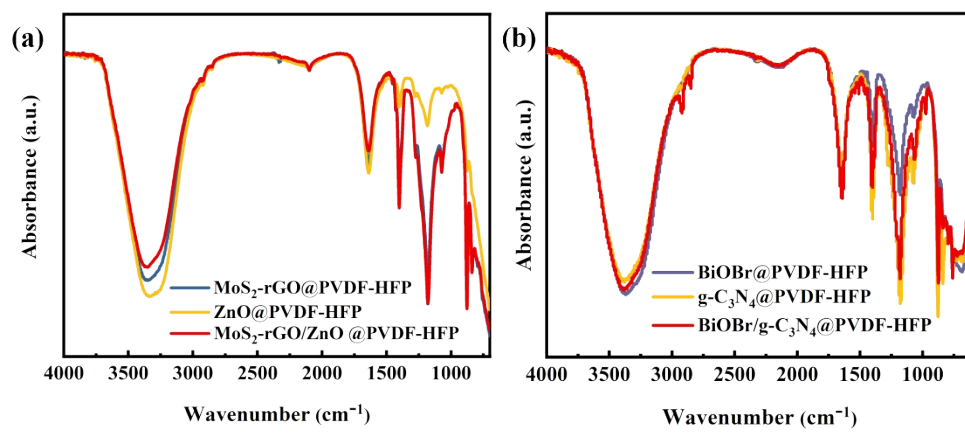 (a)
Absorbance (a.u.)
MoS₂-rGO@PVDF-HFP
ZnO@PVDF-HFP
MoS₂-rGO/ZnO @PVDF-HFP
4000 3500 3000 2500 2000 1500 1000
Wavenumber (cm⁻¹)
(b)
Absorbance (a.u.)
BiOBr@PVDF-HFP
g-C₃N₄@PVDF-HFP
BiOBr/g-C₃N₄@PVDF-HFP
4000 3500 3000 2500 2000 1500 1000
Wavenumber (cm⁻¹)